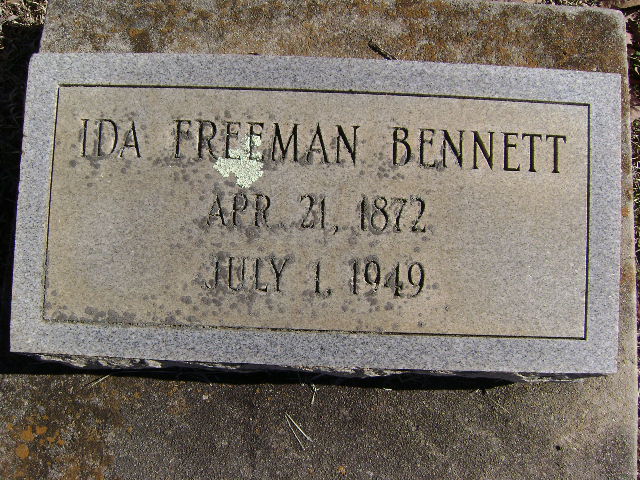 IDA FREEMAN BENNETT
APR. 21, 1872
JULY 1, 1949